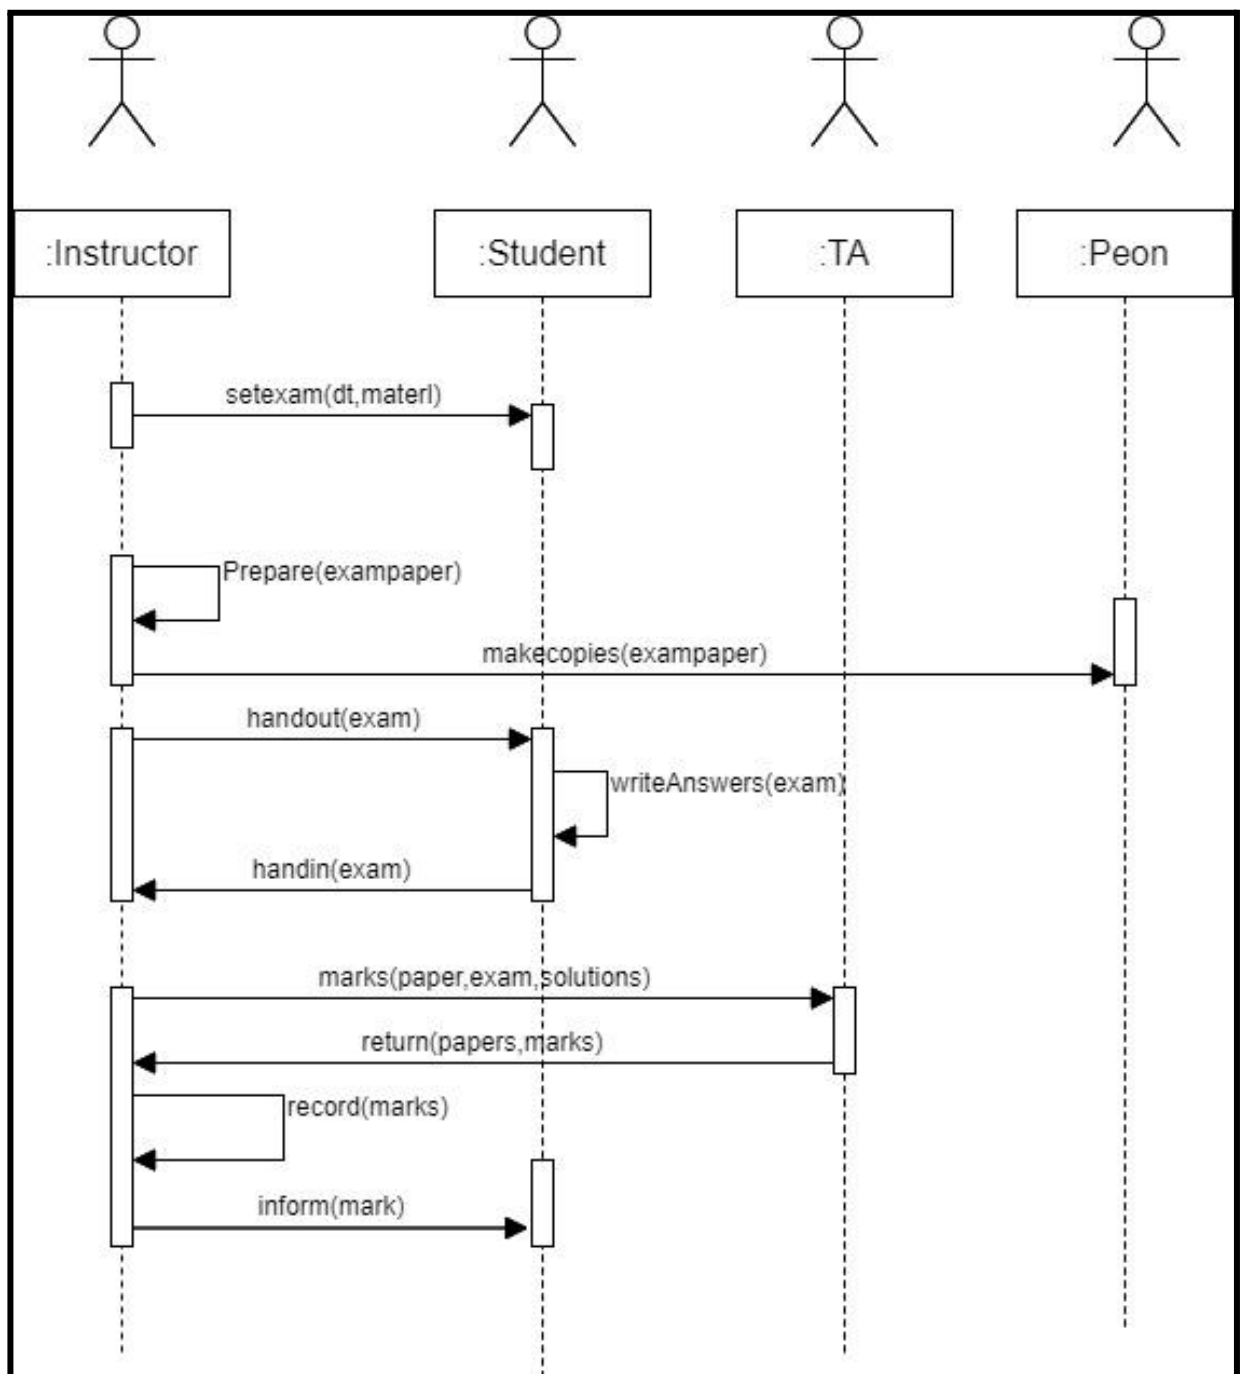 :Instructor
:Student
:TA
:Peon
setexam(dt,materl)
Prepare(exampaper)
makecopies(exampaper)
handout(exam)
writeAnswers(exam)
handin(exam)
marks(paper,exam,solutions)
return(papers,marks)
record(marks)
inform(mark)